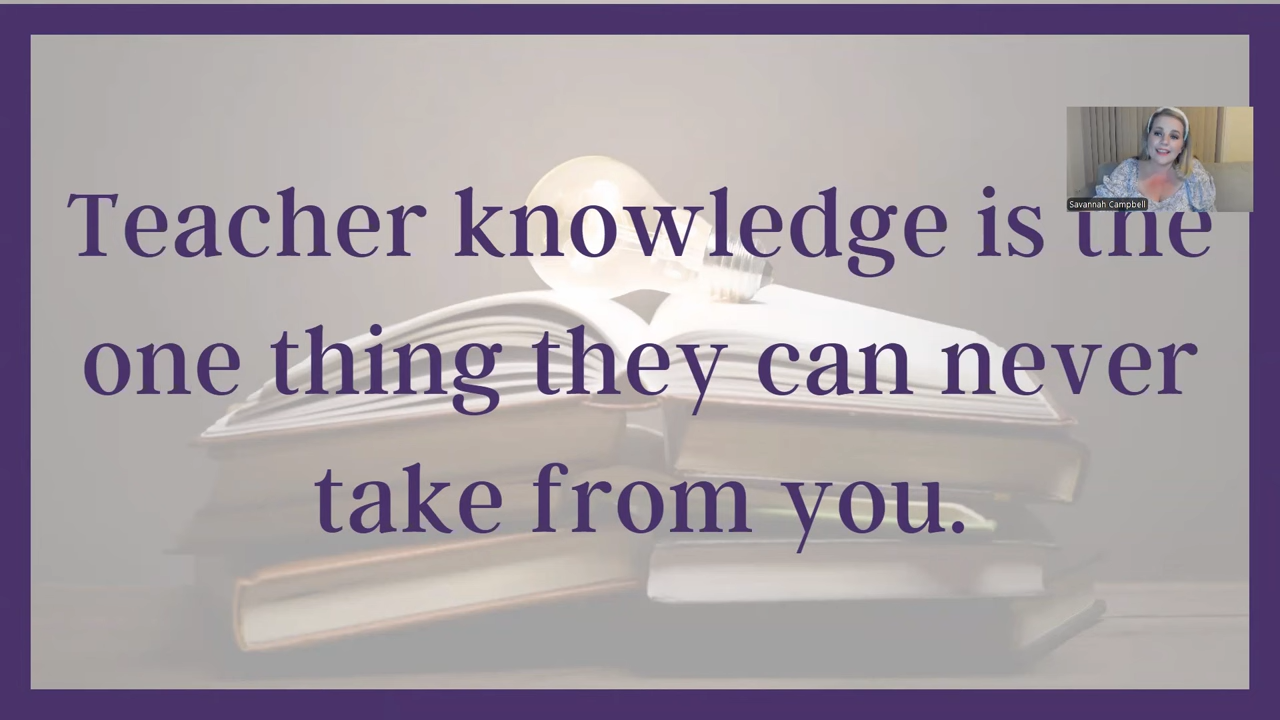 Savannah Campbell
Teacher knowledge is the
one thing they can never
take from you.